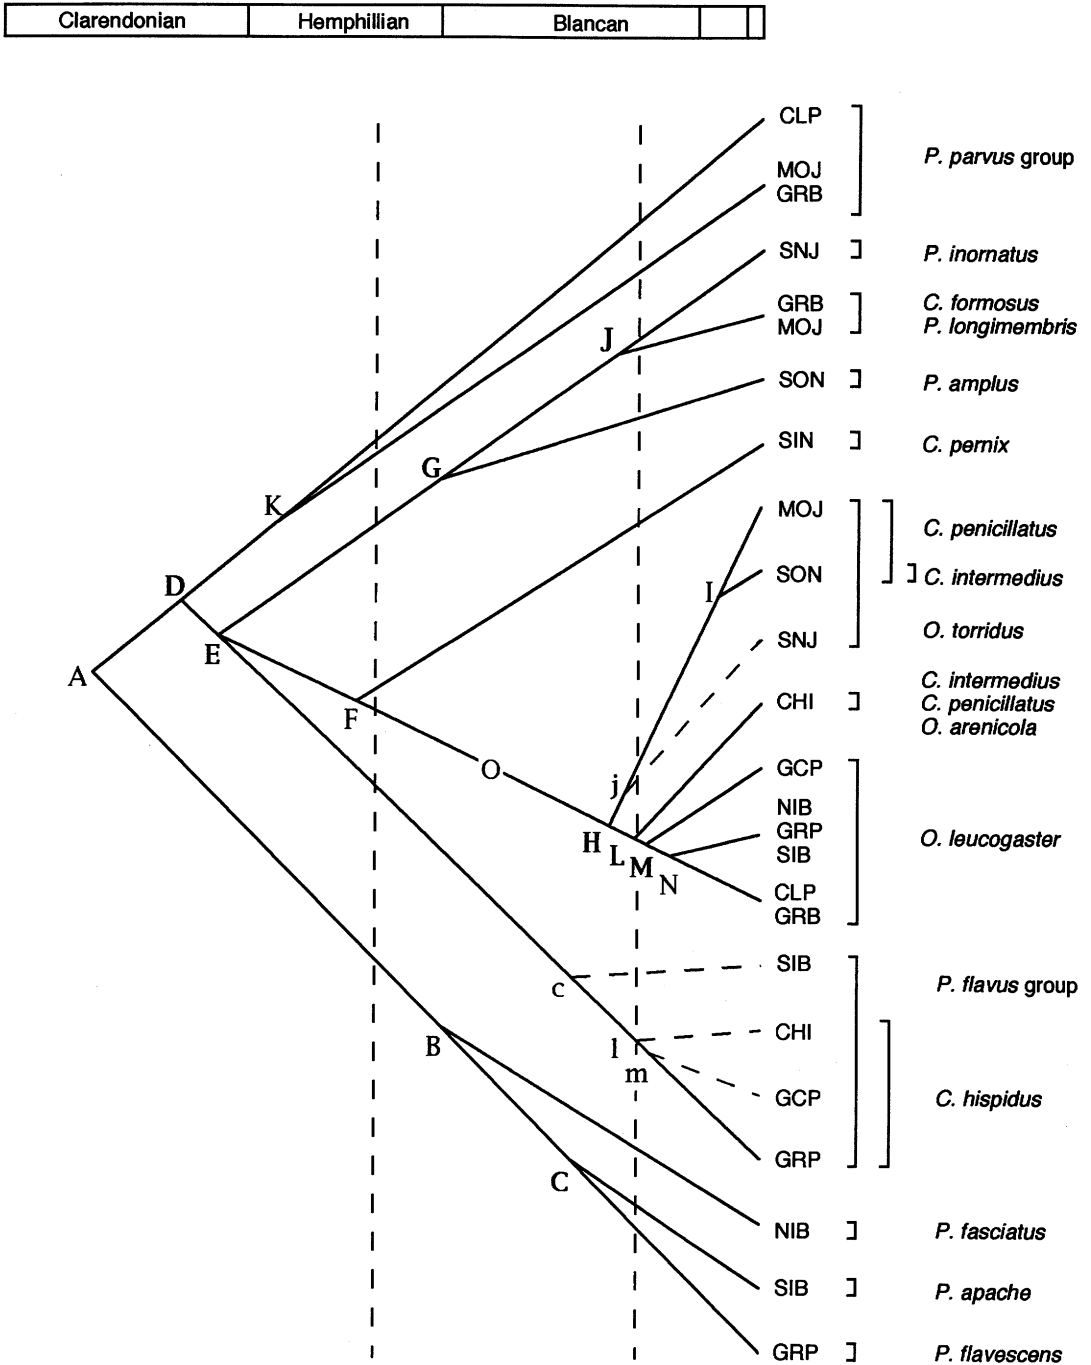 Clarendonian Hemphillian Blancan
CLP
P. parvus group
MOJ
GRB
SNJ P. inornatus
GRB C. formosus
MOJ P. longimembris
J
SON P. amplus
SIN C. pernix
G
K
MOJ C. penicillatus
SON C. intermedius
I
D
SNJ O. torridus
E
A
C. intermedius
CHI C. penicillatus
O. arenicola
F
O
GCP
j
NIB
GRP O. leucogaster
SIB
H L M N
CLP
GRB
SIB P. flavus group
c
CHI
B l
m
GCP C. hispidus
GRP
C
NIB P. fasciatus
SIB P. apache
GRP P. flavescens